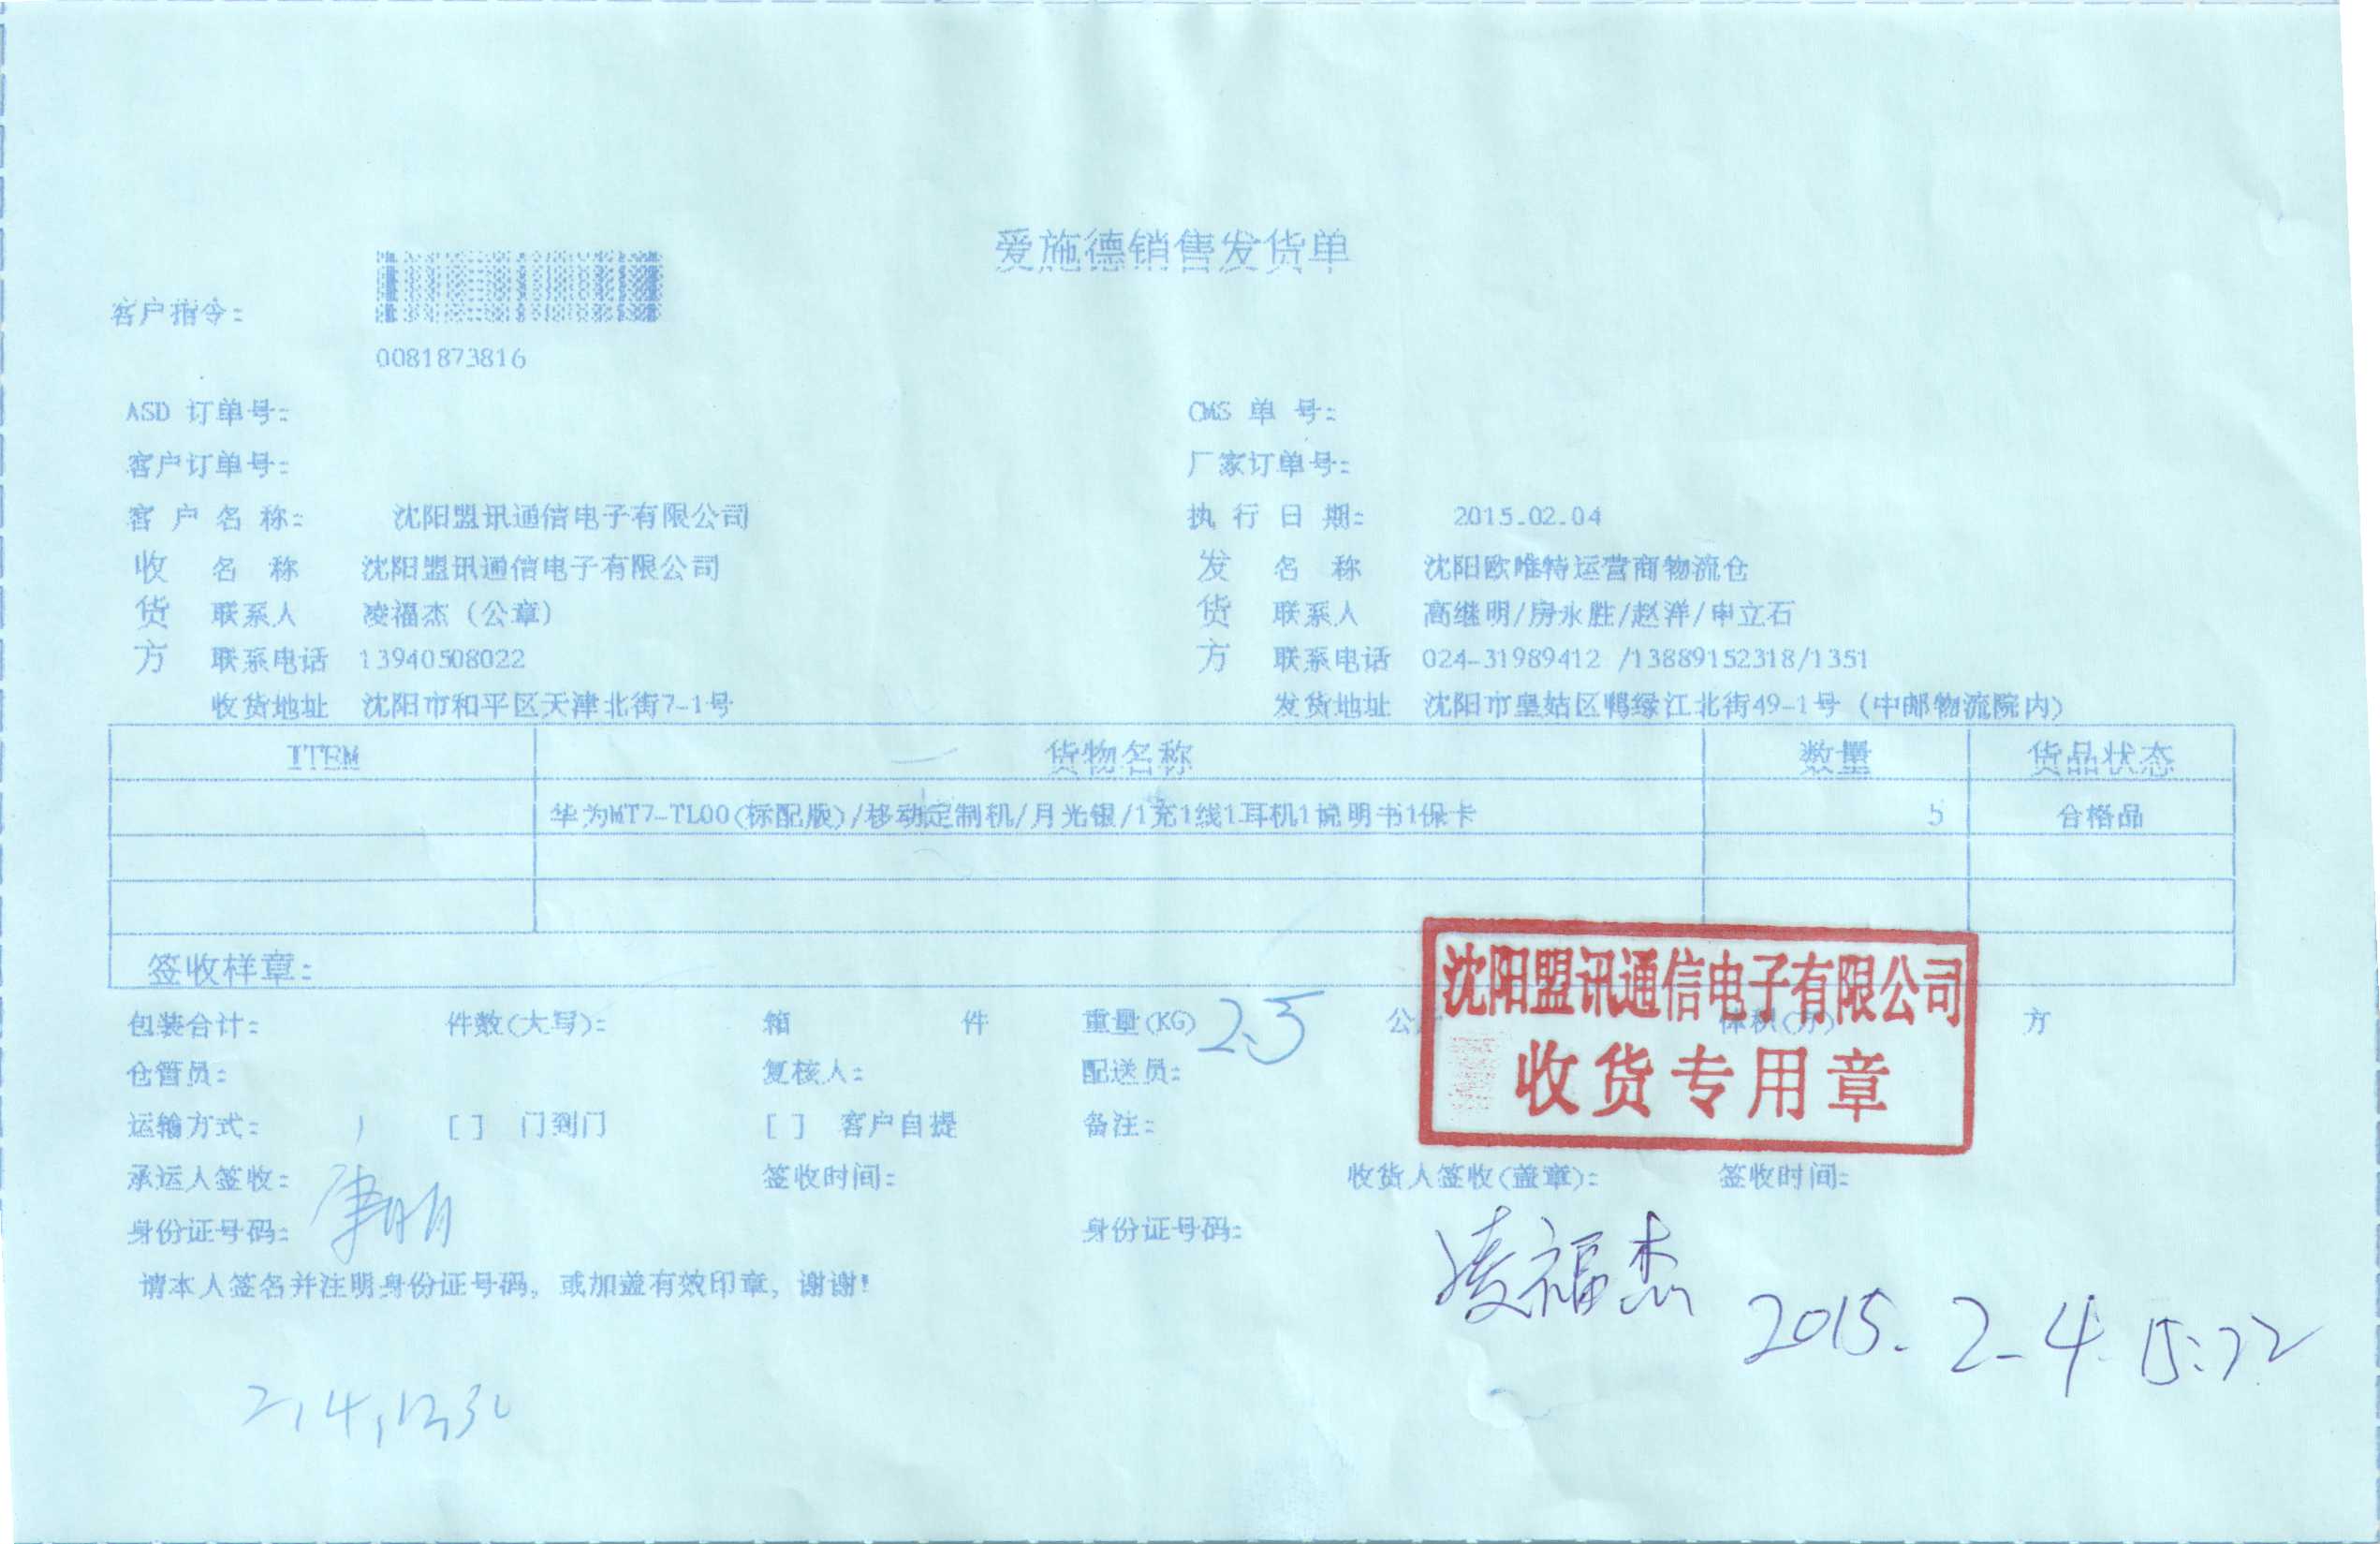 爱施德销售发货单
客户指令:
0081873816
ASD 订单号: CMS 单 号:
客户订单号: 厂家订单号:
客 户 名 称: 沈阳盟讯通信电子有限公司 执 行 日 期: 2015.02.04
收 名 称 沈阳盟讯通信电子有限公司 发 名 称 沈阳欧唯特运营商物流仓
货 联系人 凌福杰(公章) 货 联系人 高继明/房永胜/赵洋/申立石
方 联系电话 13940508022 方 联系电话 024-31989412 /13889152318/1351
收货地址 沈阳市和平区天津北街7-1号 发货地址 沈阳市皇姑区鸭绿江北街49-1号(中邮物流院内)
ITEM 货物名称 数量 货品状态
华为MT7-TL00(标配版)/移动定制机/月光银/1充1线1耳机1说明书1保卡 5 合格品
签收样章:
沈阳盟讯通信电子有限公司
收货专用章
包装合计: 件数(大写): 箱 件 重量(KG) 2.5 公 体积(方) 方
仓管员: 复核人: 配送员:
运输方式: [ ] 门到门 [ ] 客户自提 备注:
承运人签收: 签收时间: 收货人签收(盖章): 签收时间:
身份证号码: 身份证号码:
凌福杰 2015.2-4 15:22
请本人签名并注明身份证号码,或加盖有效印章,谢谢!